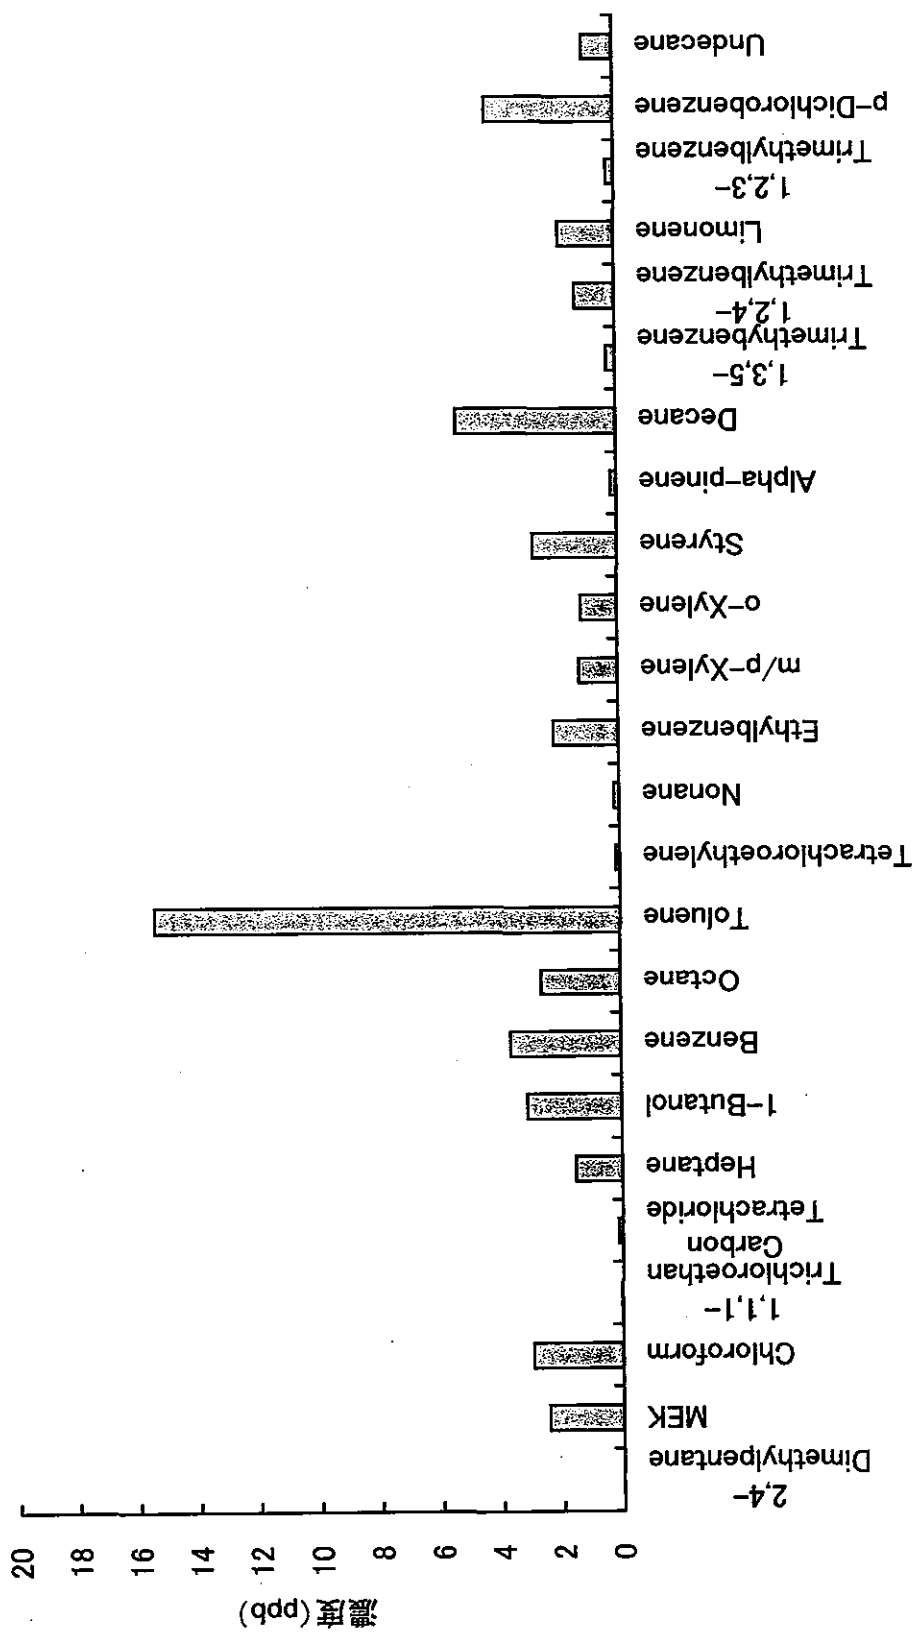 濃度(ppb)
20
18
16
14
12
10
8
6
4
2
0
2,4-
Dimethylpentane
MEK
Chloroform
1,1,1-
Trichloroethan
Carbon
Tetrachloride
Heptane
1-Butanol
Benzene
Octane
Toluene
Tetrachloroethylene
Nonane
Ethylbenzene
m/p-Xylene
o-Xylene
Styrene
Alpha-pinene
Decane
1,3,5-
Trimethybenzene
1,2,4-
Trimethylbenzene
Limonene
1,2,3-
Trimethylbenzene
p-Dichlorobenzene
Undecane